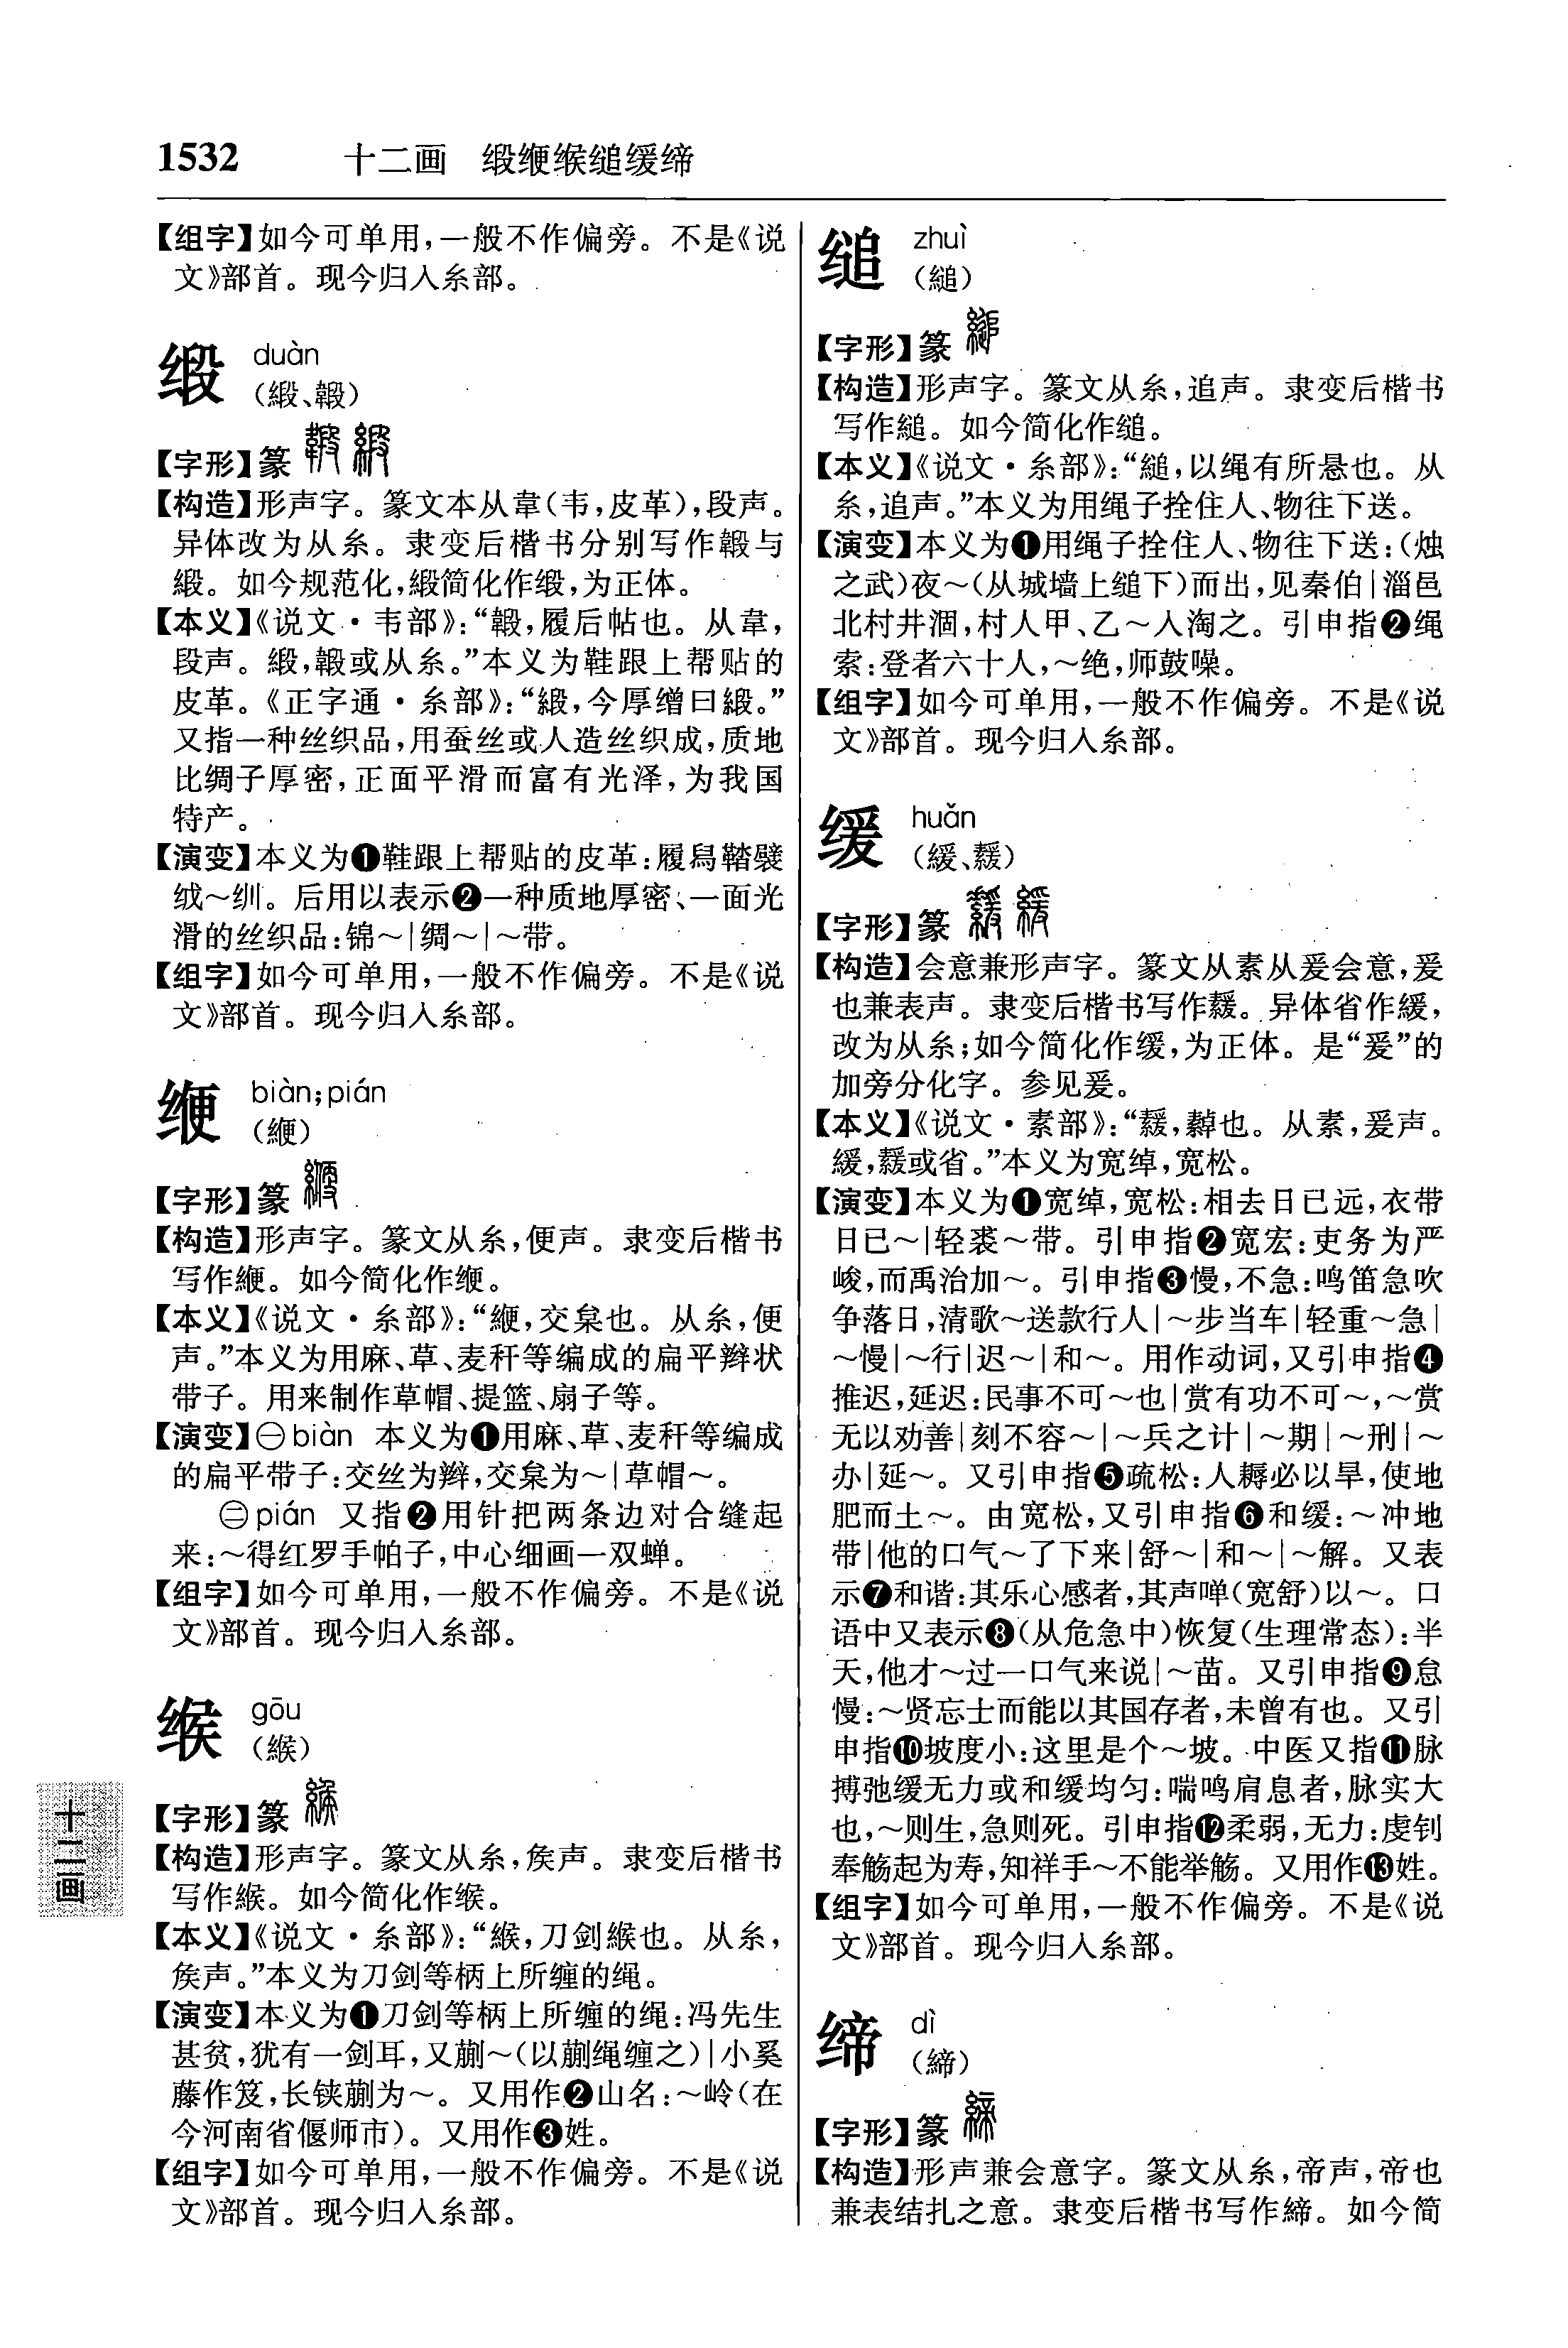 1532 十二画 缎缏缑缒缓缔
【组字】如今可单用,一般不作偏旁。不是《说
文》部首。现今归入糸部。
缎 duàn
(緞、韗)
【字形】篆
【构造】形声字。篆文本从韋(韦,皮革),段声。
异体改为从糸。隶变后楷书分别写作 与
緞。如今规范化,緞简化作缎,为正体。
【本义】《说文·韦部》:“ ,履后帖也。从韋,
段声。緞, 或从糸。”本义为鞋跟上帮贴的
皮革。《正字通·糸部》:“緞,今厚缯曰緞。”
又指一种丝织品,用蚕丝或人造丝织成,质地
比绸子厚密,正面平滑而富有光泽,为我国
特产。
【演变】本义为❶鞋跟上帮贴的皮革:履舄鞜襞
绒~紃。后用以表示❷一种质地厚密、一面光
滑的丝织品:锦~|绸~|~带。
【组字】如今可单用,一般不作偏旁。不是《说
文》部首。现今归入糸部。
缏 biàn;pián
(緶)
【字形】篆
【构造】形声字。篆文从糸,便声。隶变后楷书
写作緶。如今简化作缏。
【本义】《说文·糸部》:“緶,交枲也。从糸,便
声。”本义为用麻、草、麦秆等编成的扁平辫状
带子。用来制作草帽、提篮、扇子等。
【演变】㊀biàn 本义为❶用麻、草、麦秆等编成
的扁平带子:交丝为辫,交枲为~|草帽~。
㊁pián 又指❷用针把两条边对合缝起
来:~得红罗手帕子,中心细画一双蝉。
【组字】如今可单用,一般不作偏旁。不是《说
文》部首。现今归入糸部。
缑 gōu
(緱)
【字形】篆
【构造】形声字。篆文从糸,矦声。隶变后楷书
写作緱。如今简化作缑。
【本义】《说文·糸部》:“緱,刀剑緱也。从糸,
矦声。”本义为刀剑等柄上所缠的绳。
【演变】本义为❶刀剑等柄上所缠的绳:冯先生
甚贫,犹有一剑耳,又蒯~(以蒯绳缠之)|小奚
藤作笈,长铗蒯为~。又用作❷山名:~岭(在
今河南省偃师市)。又用作❸姓。
【组字】如今可单用,一般不作偏旁。不是《说
文》部首。现今归入糸部。
十二画
缒 zhuì
(縋)
【字形】篆
【构造】形声字。篆文从糸,追声。隶变后楷书
写作縋。如今简化作缒。
【本义】《说文·糸部》:“縋,以绳有所悬也。从
糸,追声。”本义为用绳子拴住人、物往下送。
【演变】本义为❶用绳子拴住人、物往下送:(烛
之武)夜~(从城墙上缒下)而出,见秦伯|淄邑
北村井涸,村人甲、乙~人淘之。引申指❷绳
索:登者六十人,~绝,师鼓噪。
【组字】如今可单用,一般不作偏旁。不是《说
文》部首。现今归入糸部。
缓 huǎn
(緩、䌍)
【字形】篆
【构造】会意兼形声字。篆文从素从爰会意,爰
也兼表声。隶变后楷书写作䌍。异体省作緩,
改为从糸;如今简化作缓,为正体。是“爰”的
加旁分化字。参见爰。
【本义】《说文·素部》:“䌍,繛也。从素,爰声。
緩,䌍或省。”本义为宽绰,宽松。
【演变】本义为❶宽绰,宽松:相去日已远,衣带
日已~|轻裘~带。引申指❷宽宏:吏务为严
峻,而禹治加~。引申指❸慢,不急:鸣笛急吹
争落日,清歌~送款行人|~步当车|轻重~急|
~慢|~行|迟~|和~。用作动词,又引申指❹
推迟,延迟:民事不可~也|赏有功不可~,~赏
无以劝善|刻不容~|~兵之计|~期|~刑|~
办|延~。又引申指❺疏松:人耨必以旱,使地
肥而土~。由宽松,又引申指❻和缓:~冲地
带|他的口气~了下来|舒~|和~|~解。又表
示❼和谐:其乐心感者,其声啴(宽舒)以~。口
语中又表示❽(从危急中)恢复(生理常态):半
天,他才~过一口气来说|~苗。又引申指❾怠
慢:~贤忘士而能以其国存者,未曾有也。又引
申指❿坡度小:这里是个~坡。中医又指⓫脉
搏弛缓无力或和缓均匀:喘鸣肩息者,脉实大
也,~则生,急则死。引申指⓬柔弱,无力:虔钊
奉觞起为寿,知祥手~不能举觞。又用作⓭姓。
【组字】如今可单用,一般不作偏旁。不是《说
文》部首。现今归入糸部。
缔 dì
(締)
【字形】篆
【构造】形声兼会意字。篆文从糸,帝声,帝也
兼表结扎之意。隶变后楷书写作締。如今简